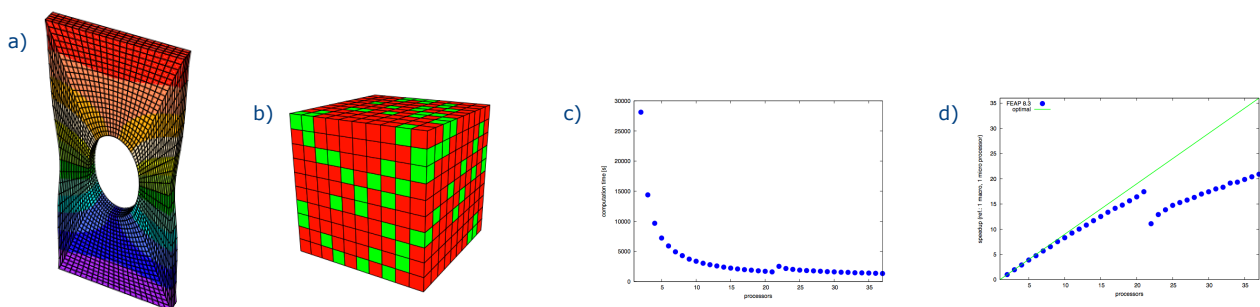 a)
b)
c)
30000
25000
20000
15000
10000
5000
0
5
10
15
20
25
30
35
computation time [s]
processors
d)
FEAP 8.3
optimal
35
30
25
20
15
10
5
0
5
10
15
20
25
30
35
speedup (ref.: 1 macro, 1 micro processor)
processors